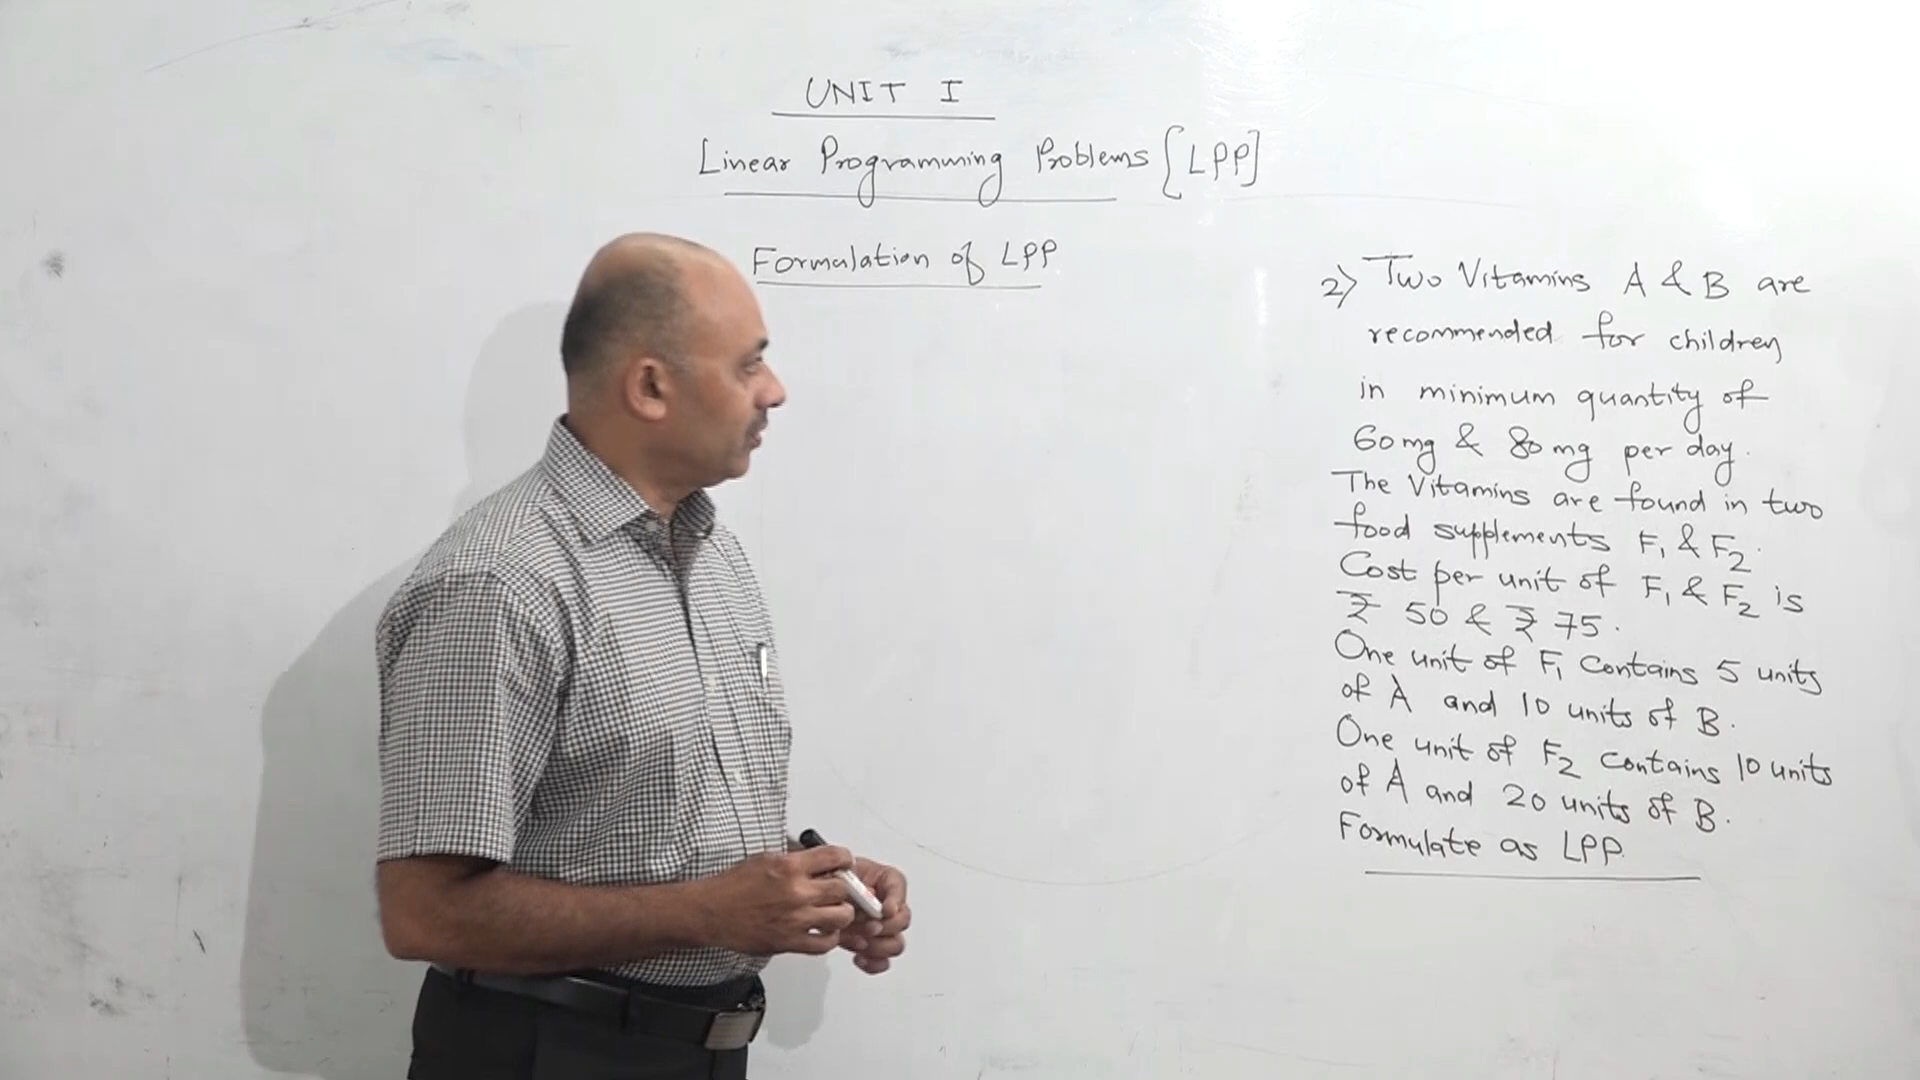 UNIT I
Linear Programming Problems [LPP]
Formulation of LPP
2) Two Vitamins A & B are
recommended for children
in minimum quantity of
60 mg & 80 mg per day.
The Vitamins are found in two
food supplements F₁ & F₂.
Cost per unit of F₁ & F₂ is
₹ 50 & ₹ 75.
One unit of F₁ contains 5 units
of A and 10 units of B.
One unit of F₂ contains 10 units
of A and 20 units of B.
Formulate as LPP.